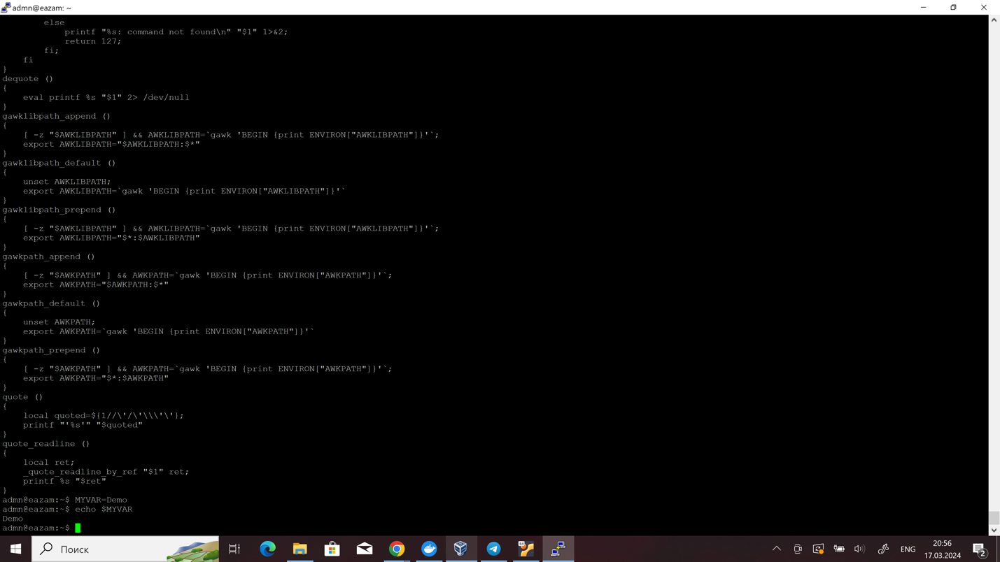 admn@eazam: ~
        else
            printf "%s: command not found\n" "$1" 1>&2;
            return 127;
        fi;
    fi
}
dequote ()
{
    eval printf %s "$1" 2> /dev/null
}
gawklibpath_append ()
{
    [ -z "$AWKLIBPATH" ] && AWKLIBPATH=`gawk 'BEGIN {print ENVIRON["AWKLIBPATH"]}'`;
    export AWKLIBPATH="$AWKLIBPATH:$*"
}
gawklibpath_default ()
{
    unset AWKLIBPATH;
    export AWKLIBPATH=`gawk 'BEGIN {print ENVIRON["AWKLIBPATH"]}'`
}
gawklibpath_prepend ()
{
    [ -z "$AWKLIBPATH" ] && AWKLIBPATH=`gawk 'BEGIN {print ENVIRON["AWKLIBPATH"]}'`;
    export AWKLIBPATH="$*:$AWKLIBPATH"
}
gawkpath_append ()
{
    [ -z "$AWKPATH" ] && AWKPATH=`gawk 'BEGIN {print ENVIRON["AWKPATH"]}'`;
    export AWKPATH="$AWKPATH:$*"
}
gawkpath_default ()
{
    unset AWKPATH;
    export AWKPATH=`gawk 'BEGIN {print ENVIRON["AWKPATH"]}'`
}
gawkpath_prepend ()
{
    [ -z "$AWKPATH" ] && AWKPATH=`gawk 'BEGIN {print ENVIRON["AWKPATH"]}'`;
    export AWKPATH="$*:$AWKPATH"
}
quote ()
{
    local quoted=${1//\'/\'\\\'\'};
    printf "'%s'" "$quoted"
}
quote_readline ()
{
    local ret;
    _quote_readline_by_ref "$1" ret;
    printf %s "$ret"
}
admn@eazam:~$ MYVAR=Demo
admn@eazam:~$ echo $MYVAR
Demo
admn@eazam:~$
Поиск
64
ENG
20:56
17.03.2024
2